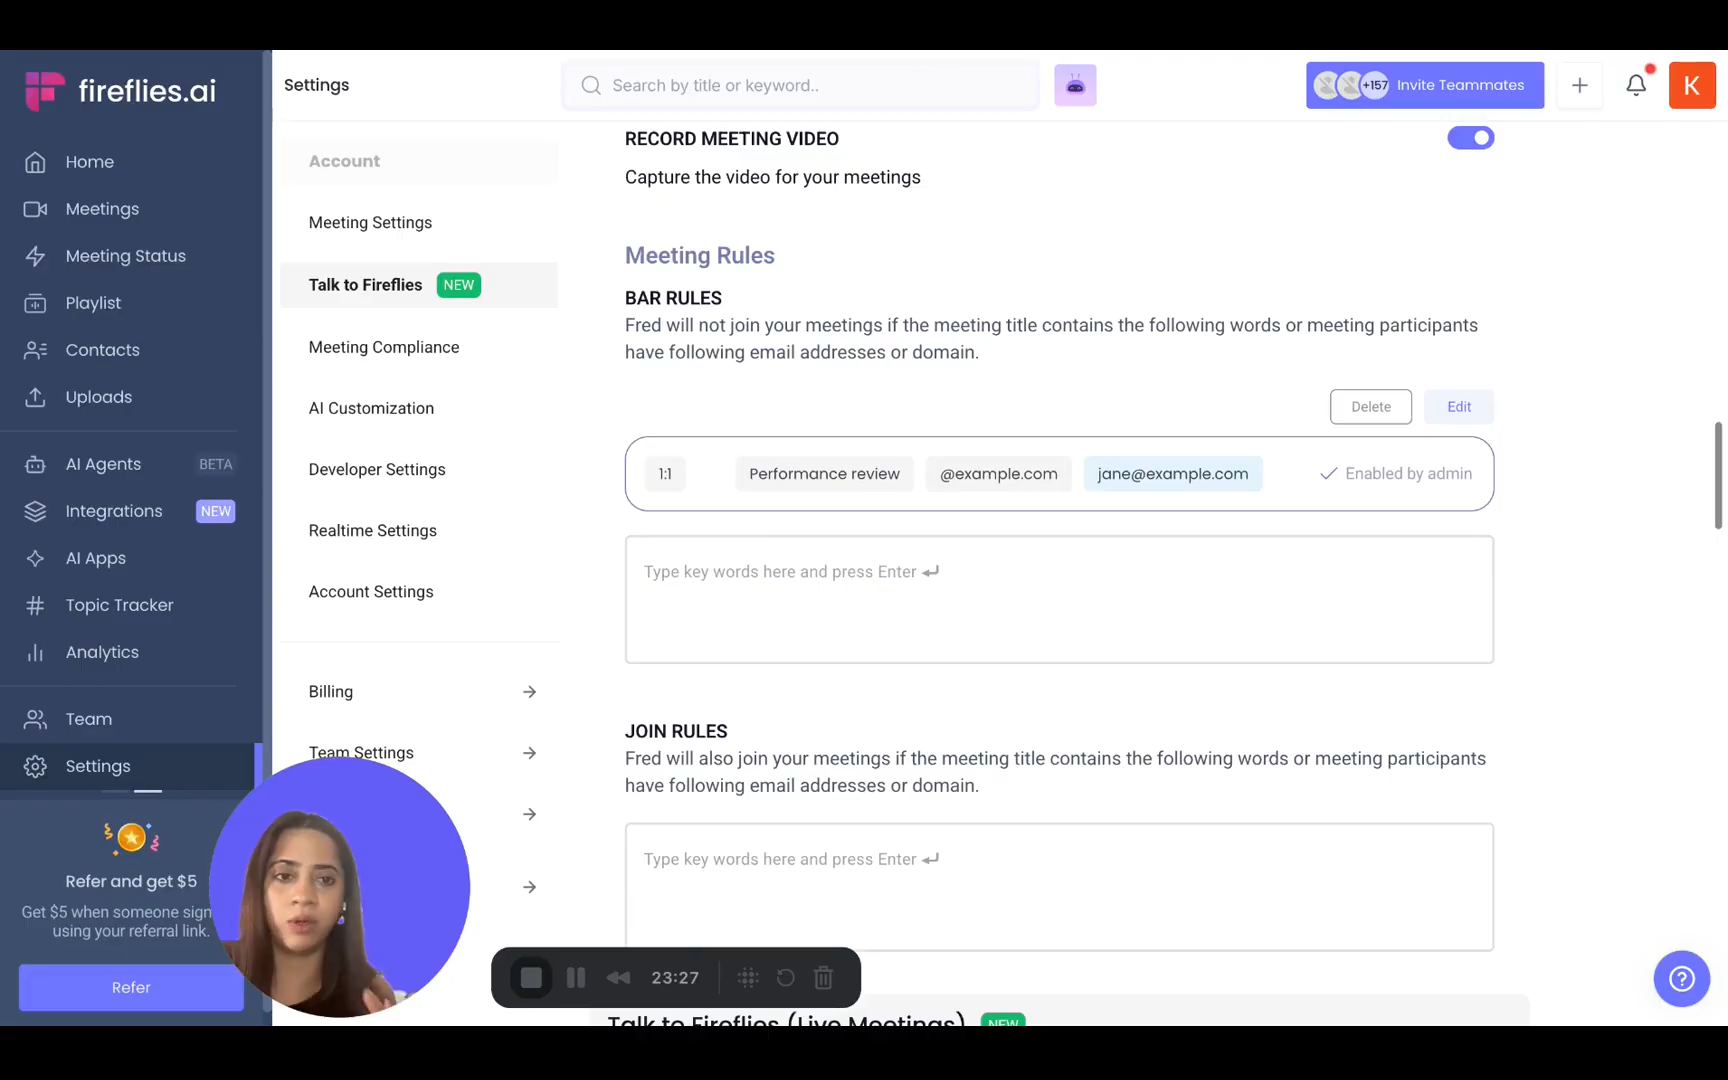 fireflies.ai
Home
Meetings
Meeting Status
Playlist
Contacts
Uploads
AI Agents BETA
Integrations NEW
AI Apps
Topic Tracker
Analytics
Team
Settings
Refer and get $5
Get $5 when someone sign
using your referral link.
Refer
Settings
Search by title or keyword..
+157 Invite Teammates
K
Account
Meeting Settings
Talk to Fireflies NEW
Meeting Compliance
AI Customization
Developer Settings
Realtime Settings
Account Settings
Billing
Team Settings
RECORD MEETING VIDEO
Capture the video for your meetings
Meeting Rules
BAR RULES
Fred will not join your meetings if the meeting title contains the following words or meeting participants
have following email addresses or domain.
Delete Edit
1:1 Performance review @example.com jane@example.com Enabled by admin
Type key words here and press Enter
JOIN RULES
Fred will also join your meetings if the meeting title contains the following words or meeting participants
have following email addresses or domain.
Type key words here and press Enter
23:27
Talk to Fireflies (Live Meetings) NEW